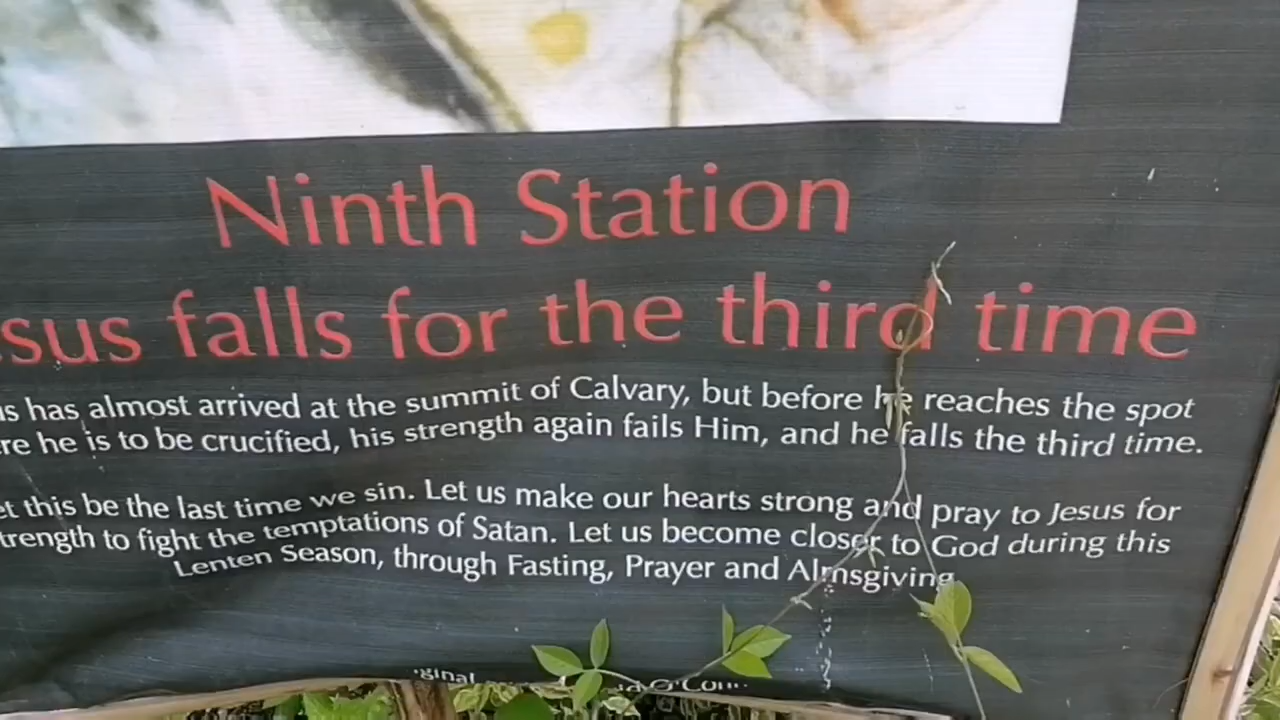 Ninth Station
sus falls for the third time
s has almost arrived at the summit of Calvary, but before he reaches the spot
re he is to be crucified, his strength again fails Him, and he falls the third time.
et this be the last time we sin. Let us make our hearts strong and pray to Jesus for
trength to fight the temptations of Satan. Let us become closer to God during this
Lenten Season, through Fasting, Prayer and Almsgiving